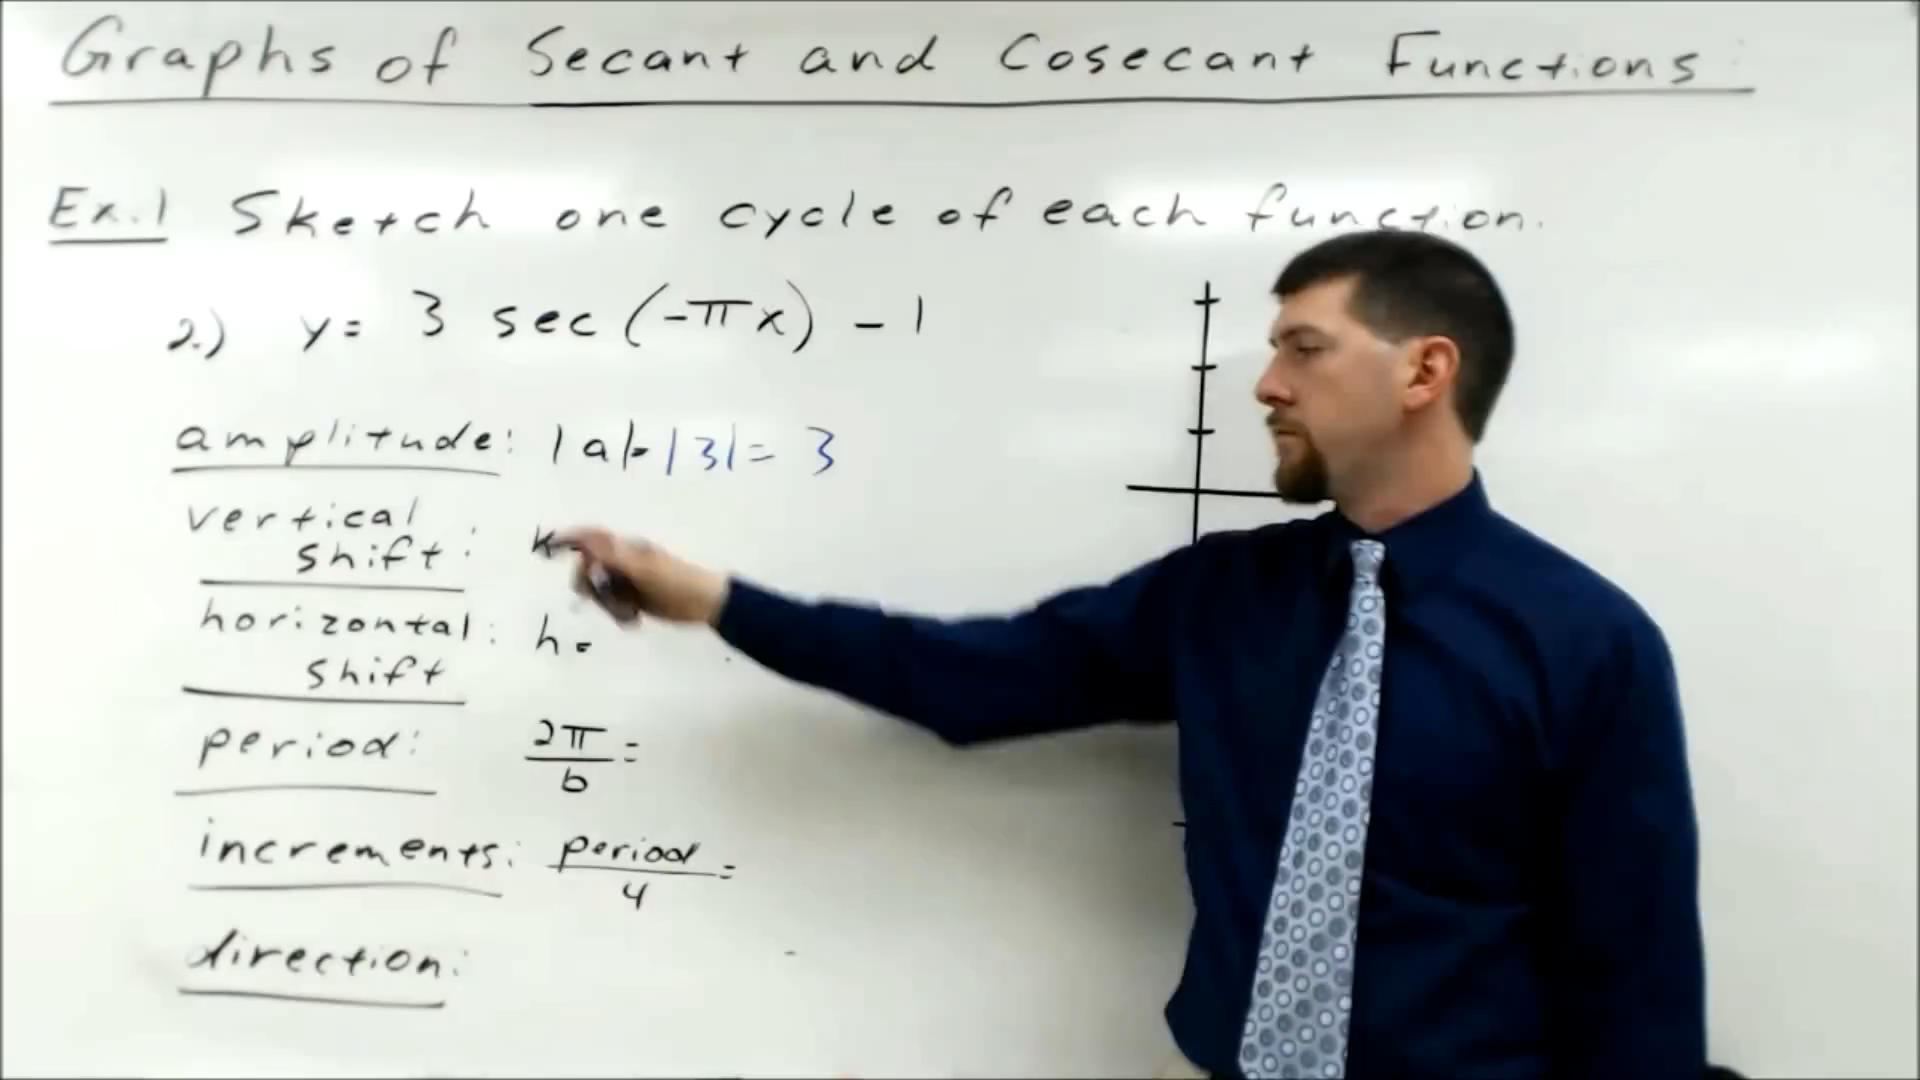 Graphs of Secant and Cosecant Functions:
Ex.1 Sketch one cycle of each function.
2.) y = 3 sec (-πx) - 1
amplitude: |a| = |3| = 3
vertical
shift: k
horizontal: h =
shift
period: 2π/b =
increments: period/4 =
direction: